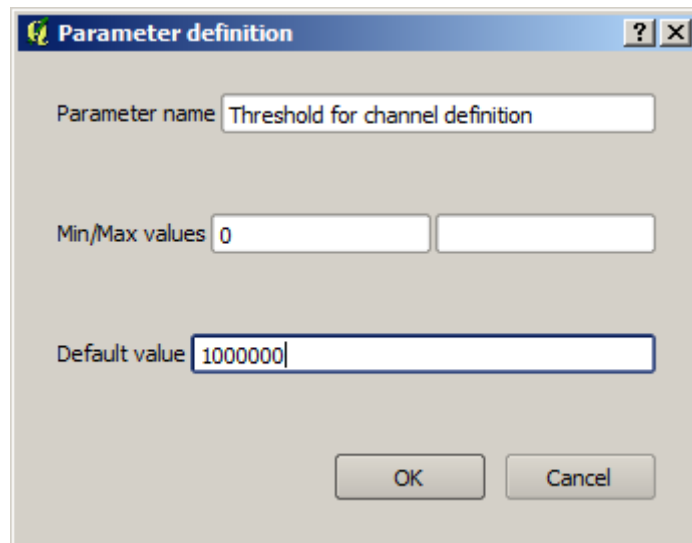 Parameter definition
Parameter name Threshold for channel definition
Min/Max values 0
Default value 1000000
OK Cancel